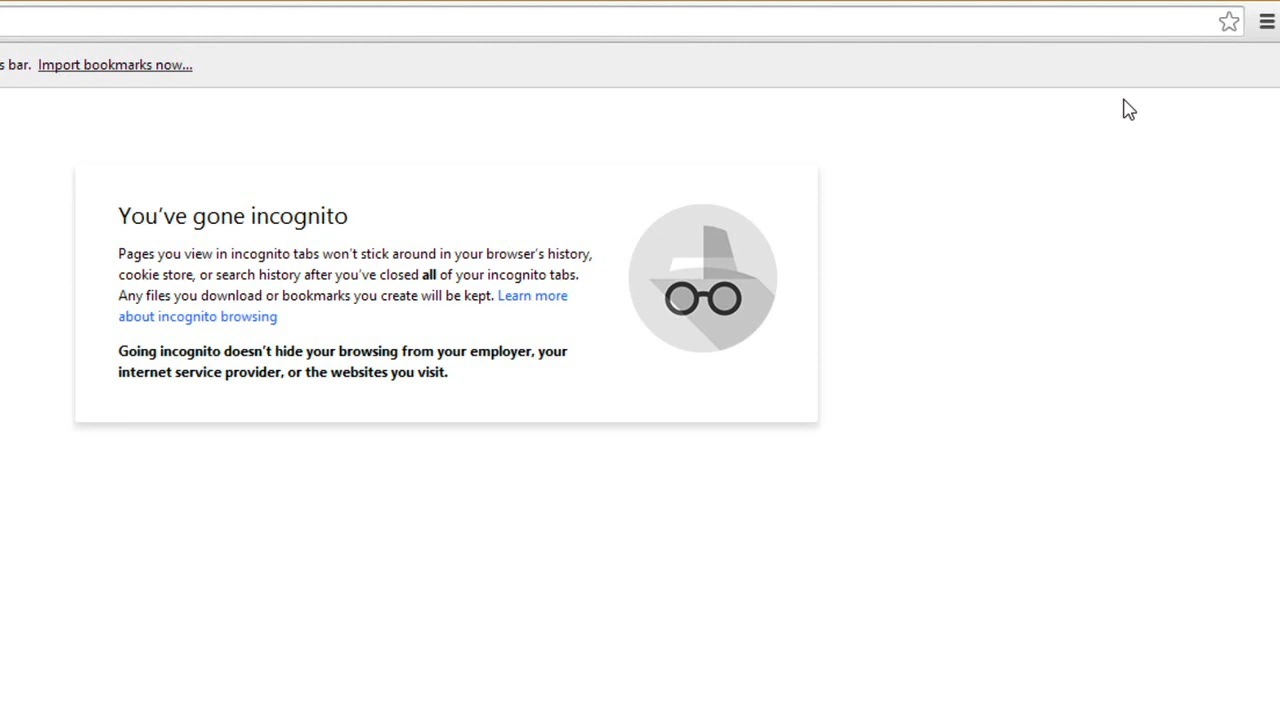 s bar. Import bookmarks now...
You've gone incognito
Pages you view in incognito tabs won't stick around in your browser's history,
cookie store, or search history after you've closed all of your incognito tabs.
Any files you download or bookmarks you create will be kept. Learn more
about incognito browsing
Going incognito doesn't hide your browsing from your employer, your
internet service provider, or the websites you visit.